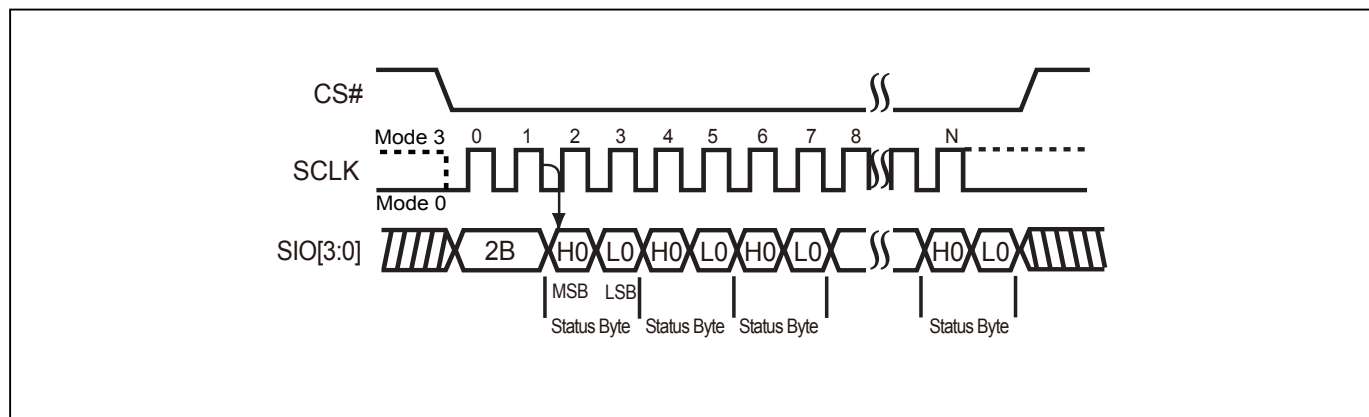 CS#
Mode 3 0 1 2 3 4 5 6 7 8 N
SCLK
Mode 0
SIO[3:0] 2B H0 L0 H0 L0 H0 L0 H0 L0
MSB LSB
Status Byte Status Byte Status Byte Status Byte